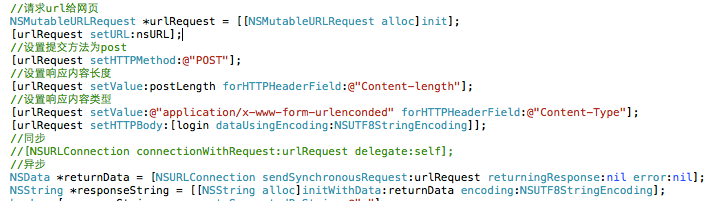 //请求url给网页
NSMutableURLRequest *urlRequest = [[NSMutableURLRequest alloc]init];
[urlRequest setURL:nsURL];
//设置提交方法为post
[urlRequest setHTTPMethod:@"POST"];
//设置响应内容长度
[urlRequest setValue:postLength forHTTPHeaderField:@"Content-length"];
//设置响应内容类型
[urlRequest setValue:@"application/x-www-form-urlenconded" forHTTPHeaderField:@"Content-Type"];
[urlRequest setHTTPBody:[login dataUsingEncoding:NSUTF8StringEncoding]];
//同步
//[NSURLConnection connectionWithRequest:urlRequest delegate:self];
//异步
NSData *returnData = [NSURLConnection sendSynchronousRequest:urlRequest returningResponse:nil error:nil];
NSString *responseString = [[NSString alloc]initWithData:returnData encoding:NSUTF8StringEncoding];